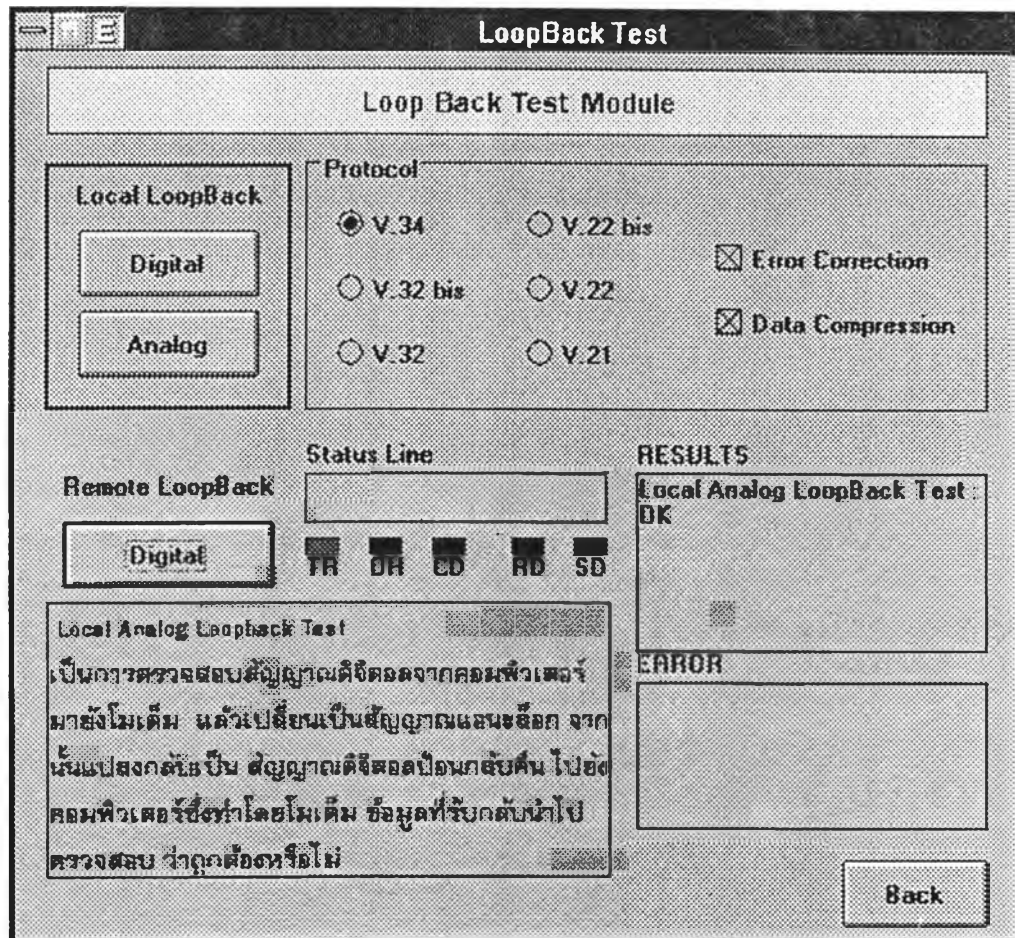 LoopBack Test
Loop Back Test Module
Local LoopBack
Digital
Analog
Protocol
V.34
V.32 bis
V.32
V.22 bis
V.22
V.21
Error Correction
Data Compression
Remote LoopBack
Digital
Status Line
TR DR CD RD SD
RESULTS
Local Analog LoopBack Test :
OK
Local Analog Loopback Test
เป็นการตรวจสอบสัญญาณดิจิตอลจากคอมพิวเตอร์
มายังโมเด็ม แล้วเปลี่ยนเป็นสัญญาณแอนะล็อก จาก
นั้นแปลงกลับเป็น สัญญาณดิจิตอลป้อนกลับคืน ไปยัง
คอมพิวเตอร์ซึ่งทำโดยโมเด็ม ข้อมูลที่รับกลับนำไป
ตรวจสอบ ว่าถูกต้องหรือไม่
ERROR
Back